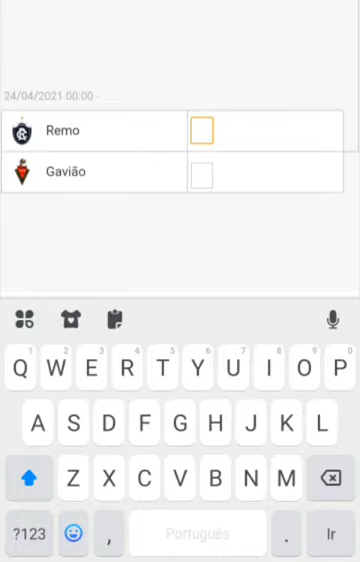 24/04/2021 00:00 -
Remo
Gavião
1 2 3 4 5 6 7 8 9 0
Q W E R T Y U I O P
A S D F G H J K L
Z X C V B N M
?123 , Português . Ir